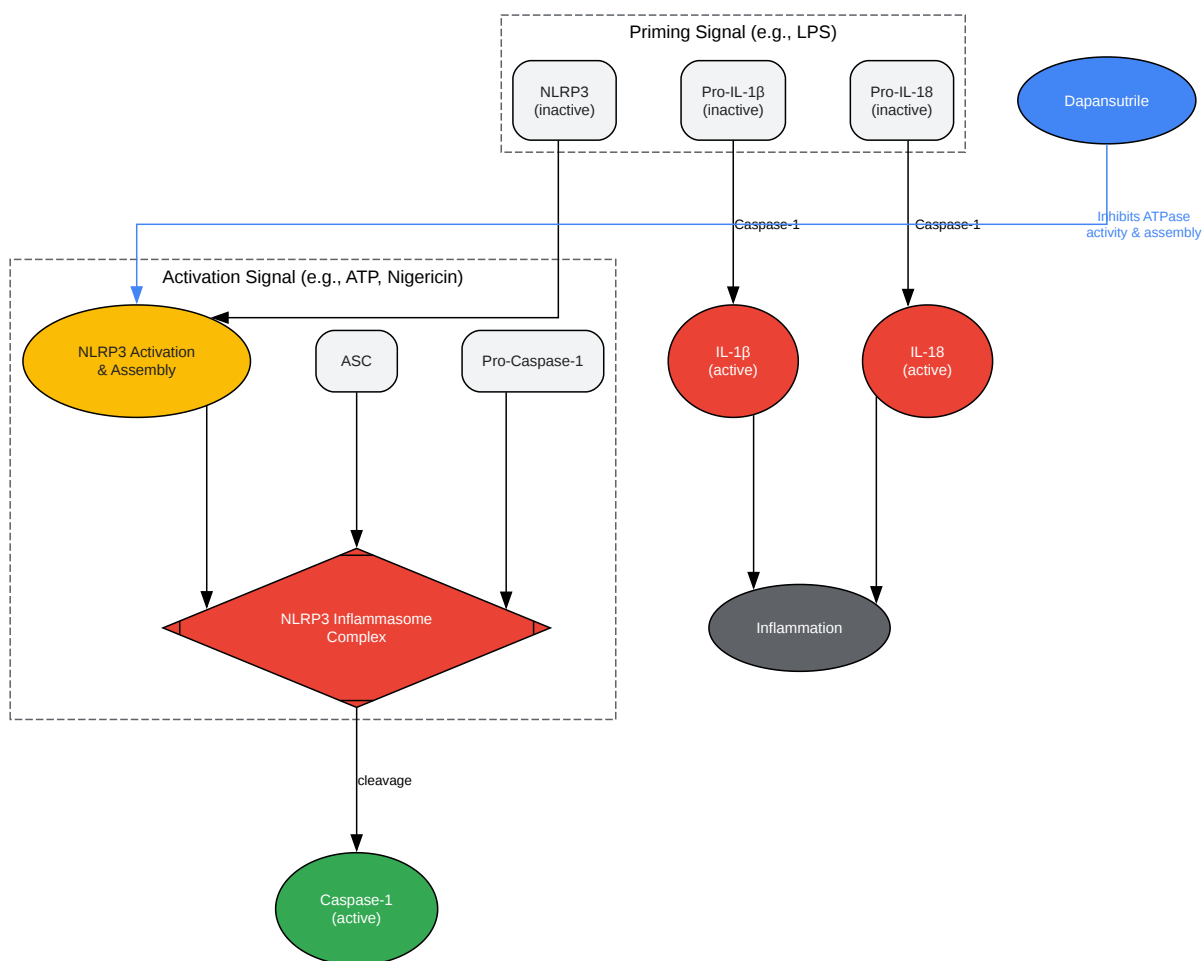 Priming Signal (e.g., LPS)
NLRP3
(inactive)
Pro-IL-1β
(inactive)
Pro-IL-18
(inactive)
Dapansutrile
Caspase-1
Caspase-1
Inhibits ATPase
activity & assembly
Activation Signal (e.g., ATP, Nigericin)
NLRP3 Activation
& Assembly
ASC
Pro-Caspase-1
IL-1β
(active)
IL-18
(active)
NLRP3 Inflammasome
Complex
Inflammation
cleavage
Caspase-1
(active)